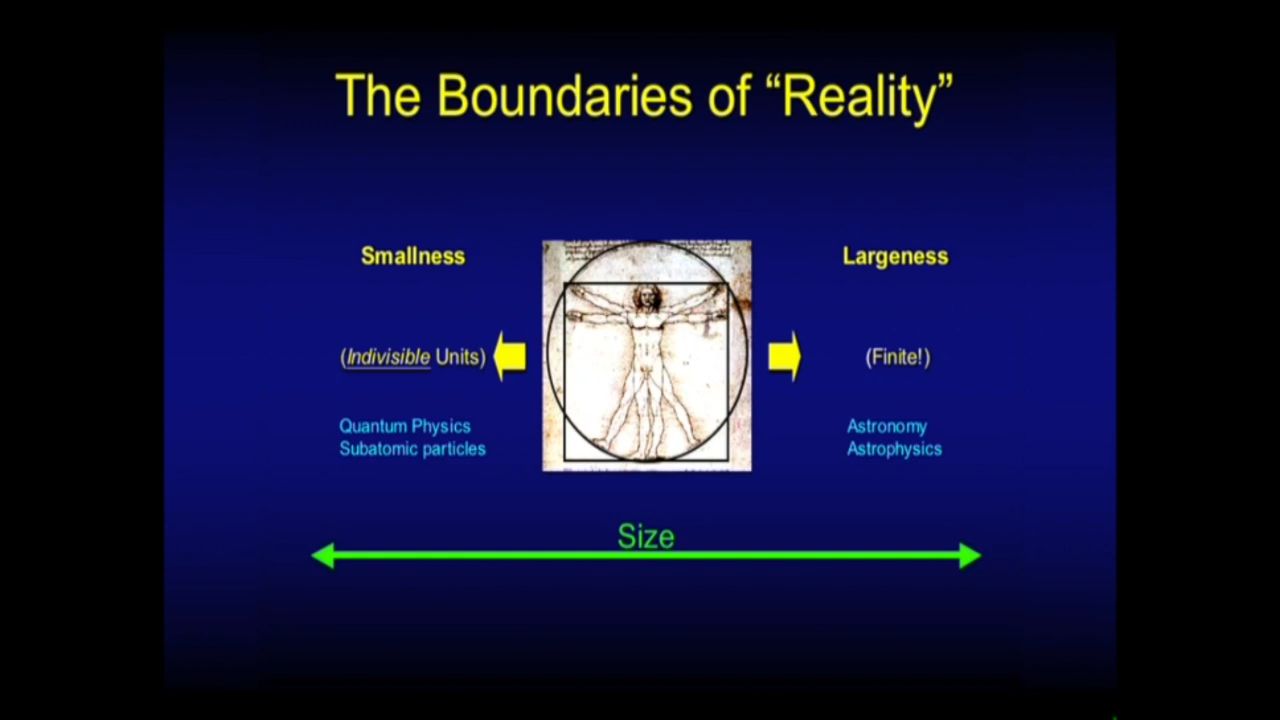 The Boundaries of “Reality”
Smallness
Largeness
(Indivisible Units)
(Finite!)
Quantum Physics
Subatomic particles
Astronomy
Astrophysics
Size